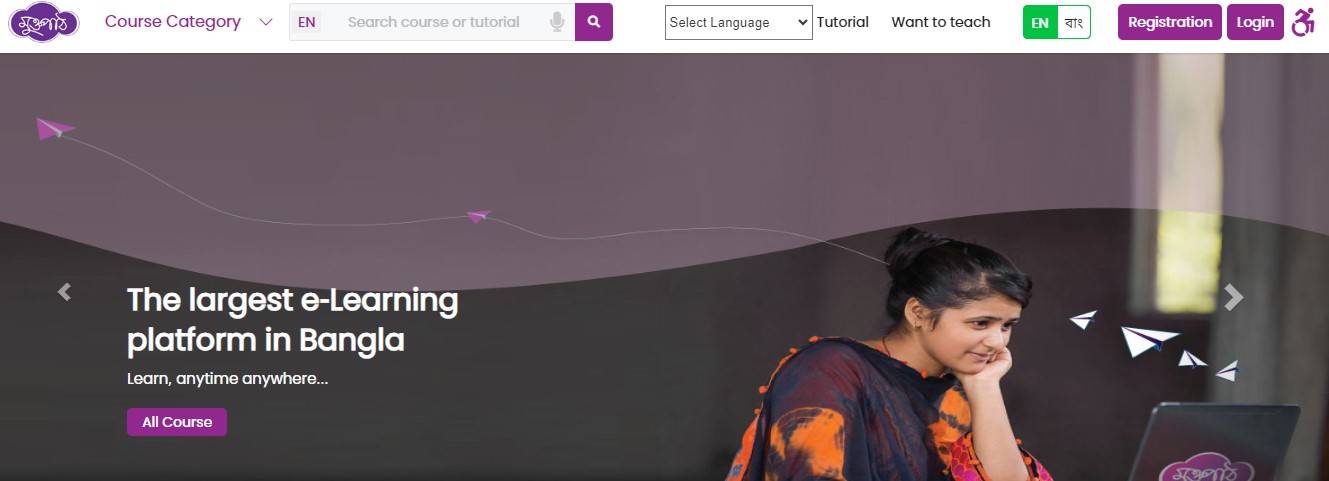 মুক্তপাঠ
Course Category
EN
Search course or tutorial
Select Language
Tutorial
Want to teach
EN
বাং
Registration
Login
The largest e-Learning
platform in Bangla
Learn, anytime anywhere...
All Course
মুক্তপাঠ